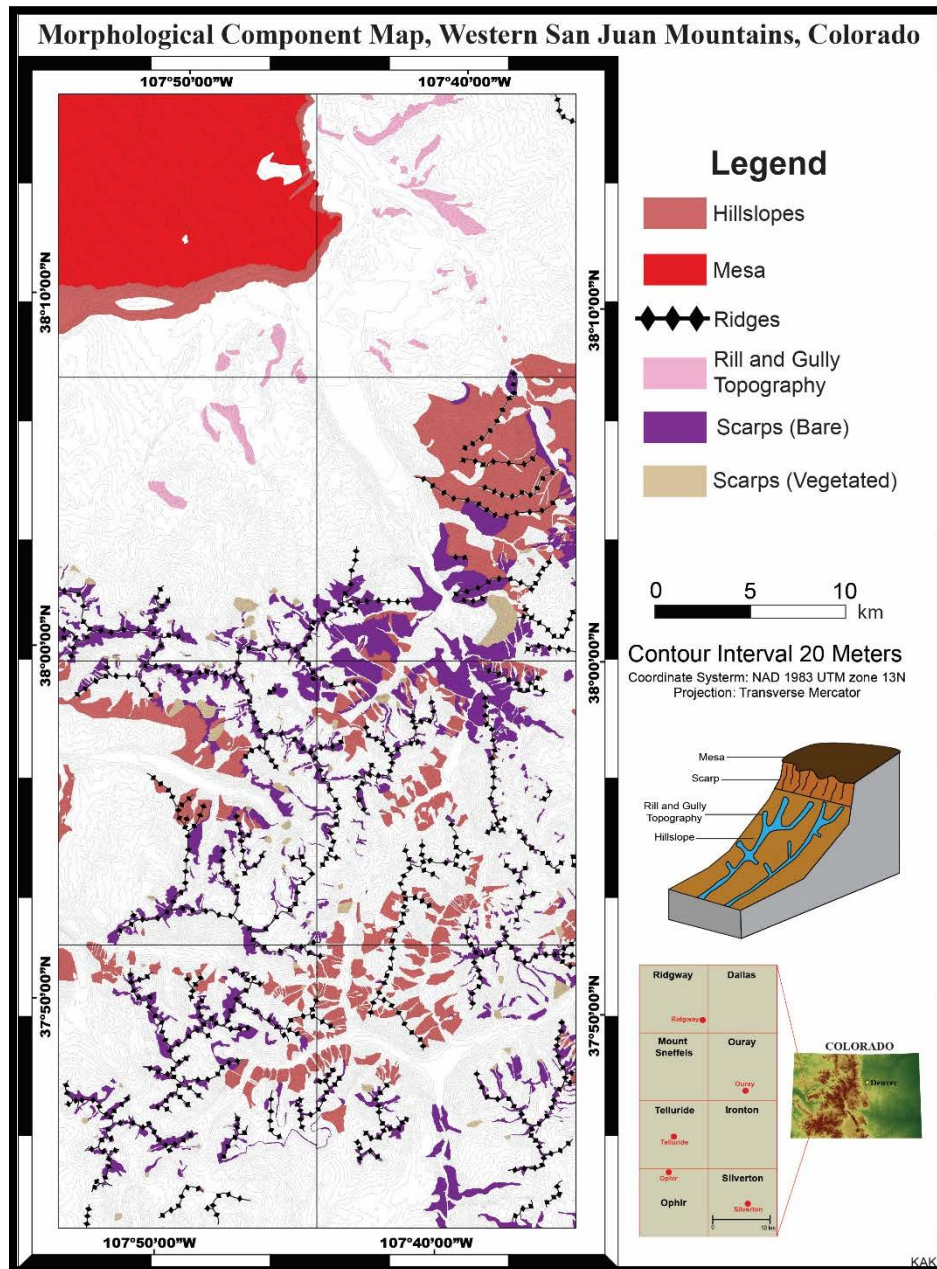 Morphological Component Map, Western San Juan Mountains, Colorado
107°50'00"W
107°40'00"W
38°10'00"N
38°10'00"N
38°00'00"N
38°00'00"N
37°50'00"N
37°50'00"N
107°50'00"W
107°40'00"W
Legend
Hillslopes
Mesa
Ridges
Rill and Gully
Topography
Scarps (Bare)
Scarps (Vegetated)
0 5 10
km
Contour Interval 20 Meters
Coordinate Systerm: NAD 1983 UTM zone 13N
Projection: Transverse Mercator
Mesa
Scarp
Rill and Gully
Topography
Hillslope
Ridgway
Dallas
Ridgway
Mount
Sneffels
Ouray
Ouray
Telluride
Ironton
Telluride
Ophir
Silverton
Ophir
Silverton
0 10 km
COLORADO
Denver
KAK